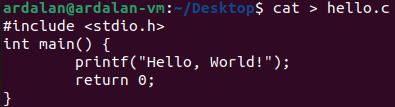 ardalan@ardalan-vm:~/Desktop$ cat > hello.c
#include <stdio.h>
int main() {
        printf("Hello, World!");
        return 0;
}